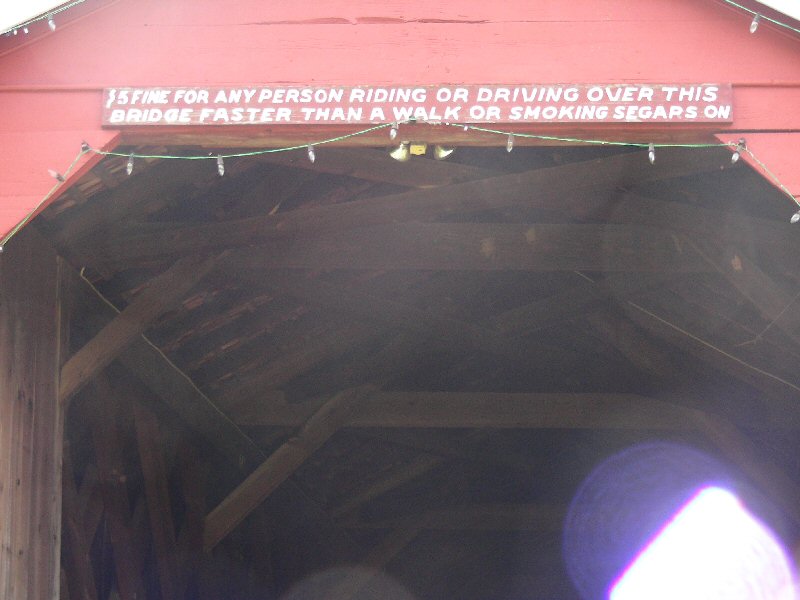 $5 FINE FOR ANY PERSON RIDING OR DRIVING OVER THIS
BRIDGE FASTER THAN A WALK OR SMOKING SEGARS ON